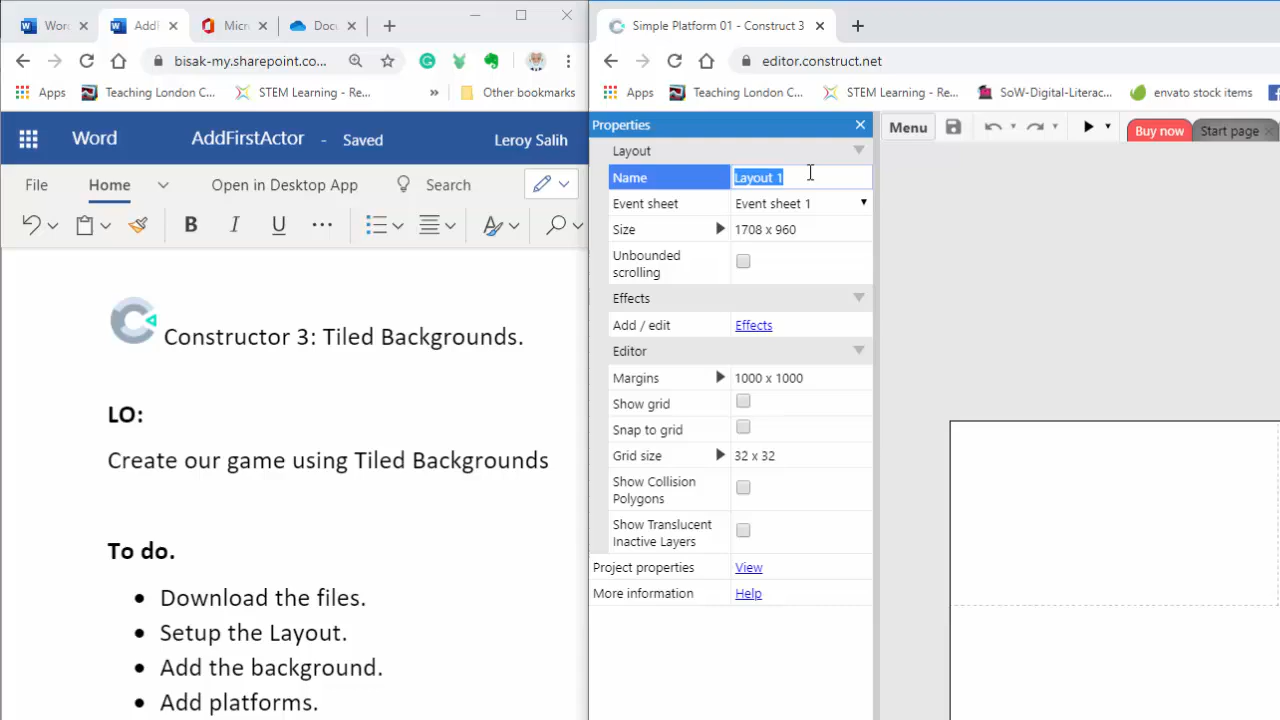 Worc
AddI
Micro
Docu
Simple Platform 01 - Construct 3
bisak-my.sharepoint.co...
editor.construct.net
Apps
Teaching London C...
STEM Learning - Re...
»
Other bookmarks
Apps
Teaching London C...
STEM Learning - Re...
SoW-Digital-Literac...
envato stock items
Word
AddFirstActor - Saved
Leroy Salih
File
Home
Open in Desktop App
Search
B I U ...
Constructor 3: Tiled Backgrounds.
LO:
Create our game using Tiled Backgrounds
To do.
• Download the files.
• Setup the Layout.
• Add the background.
• Add platforms.
Properties
Layout
Name Layout 1
Event sheet Event sheet 1
Size 1708 x 960
Unbounded
scrolling
Effects
Add / edit Effects
Editor
Margins 1000 x 1000
Show grid
Snap to grid
Grid size 32 x 32
Show Collision
Polygons
Show Translucent
Inactive Layers
Project properties View
More information Help
Menu
Buy now
Start page